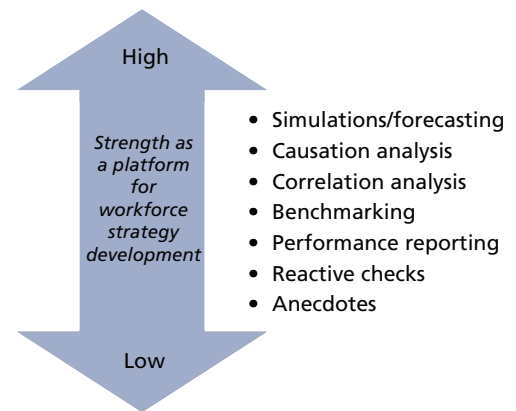 High
Strength as
a platform
for
workforce
strategy
development
• Simulations/forecasting
• Causation analysis
• Correlation analysis
• Benchmarking
• Performance reporting
• Reactive checks
• Anecdotes
Low